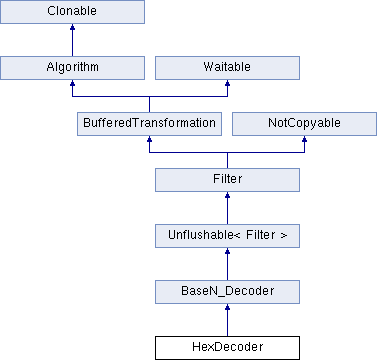 Clonable
Algorithm
Waitable
BufferedTransformation
NotCopyable
Filter
Unflushable< Filter >
BaseN_Decoder
HexDecoder